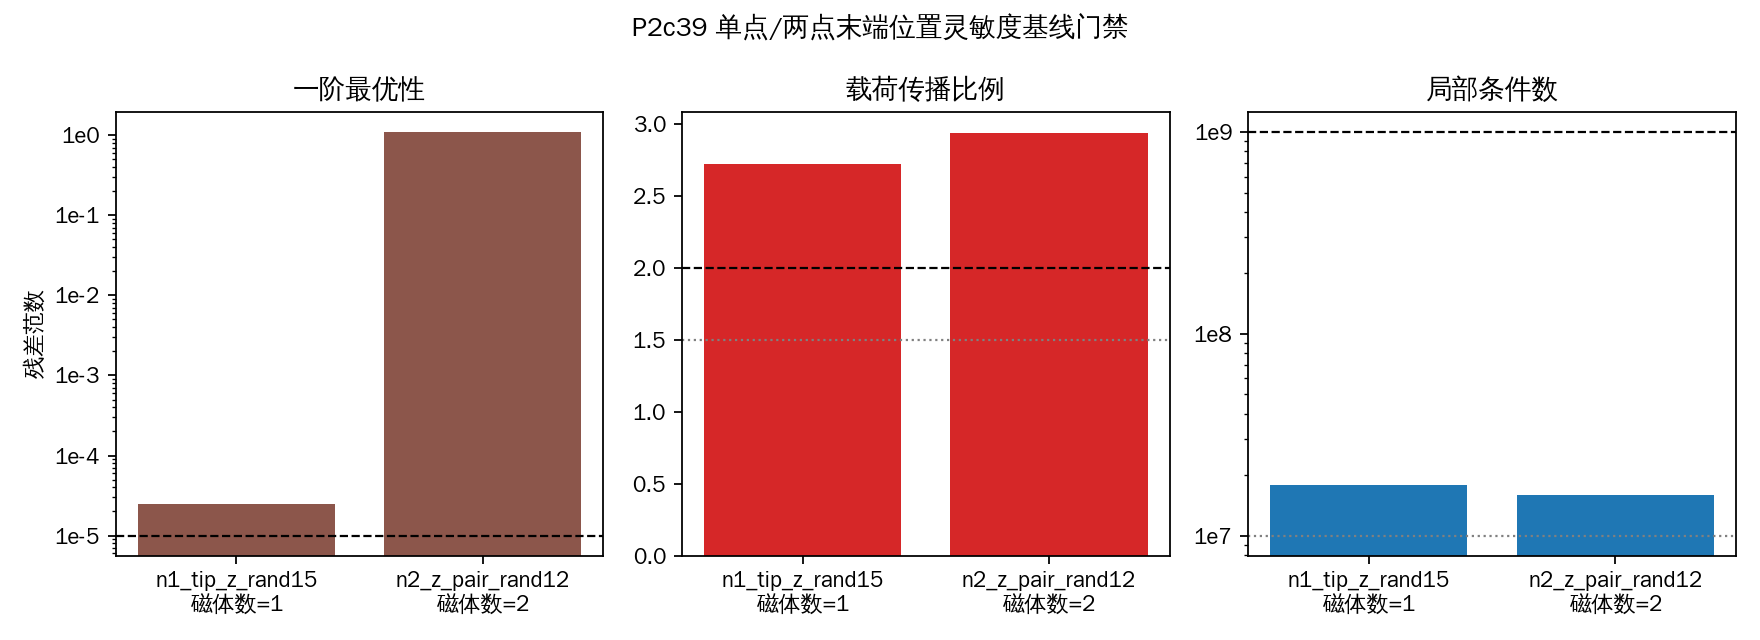 P2c39 单点/两点末端位置灵敏度基线门禁
一阶最优性
残差范数
1e0
1e-1
1e-2
1e-3
1e-4
1e-5
n1_tip_z_rand15
磁体数=1
n2_z_pair_rand12
磁体数=2
载荷传播比例
3.0
2.5
2.0
1.5
1.0
0.5
0.0
n1_tip_z_rand15
磁体数=1
n2_z_pair_rand12
磁体数=2
局部条件数
1e9
1e8
1e7
n1_tip_z_rand15
磁体数=1
n2_z_pair_rand12
磁体数=2